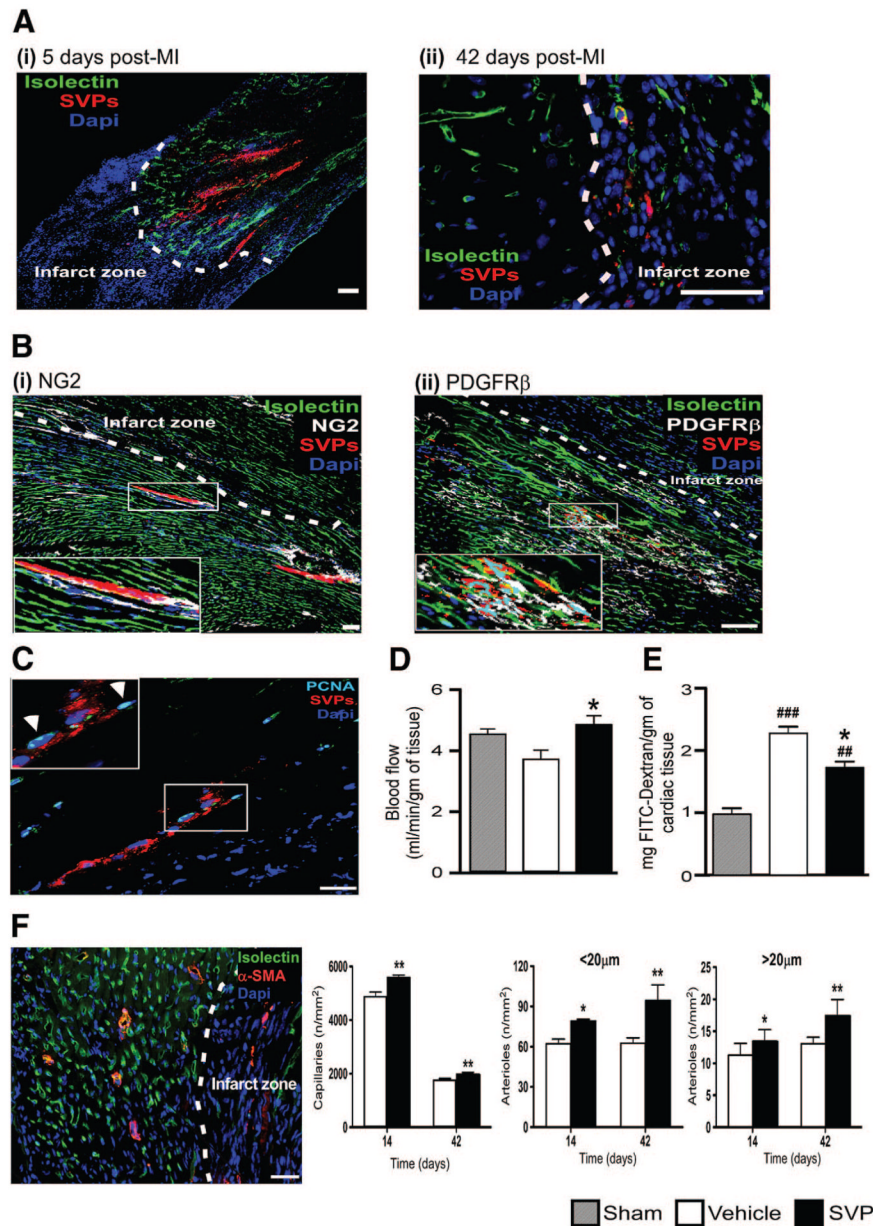 A
(i) 5 days post-MI
Isolectin
SVPs
Dapi
Infarct zone
(ii) 42 days post-MI
Isolectin
SVPs
Dapi
Infarct zone
B
(i) NG2
Isolectin
NG2
SVPs
Dapi
Infarct zone
(ii) PDGFRβ
Isolectin
PDGFRβ
SVPs
Dapi
Infarct zone
C
PCNA
SVPs
Dapi
D
Blood flow
(ml/min/gm of tissue)
6
4
2
0
*
E
mg FITC-Dextran/gm of
cardiac tissue
3
2
1
0
###
*
##
F
Isolectin
α-SMA
Dapi
Infarct zone
Capillaries (n/mm²)
6000
4000
2000
0
**
**
14 42
Time (days)
<20μm
Arterioles (n/mm²)
120
90
60
30
0
*
**
14 42
Time (days)
>20μm
Arterioles (n/mm²)
25
20
15
10
5
0
*
**
14 42
Time (days)
Sham Vehicle SVP